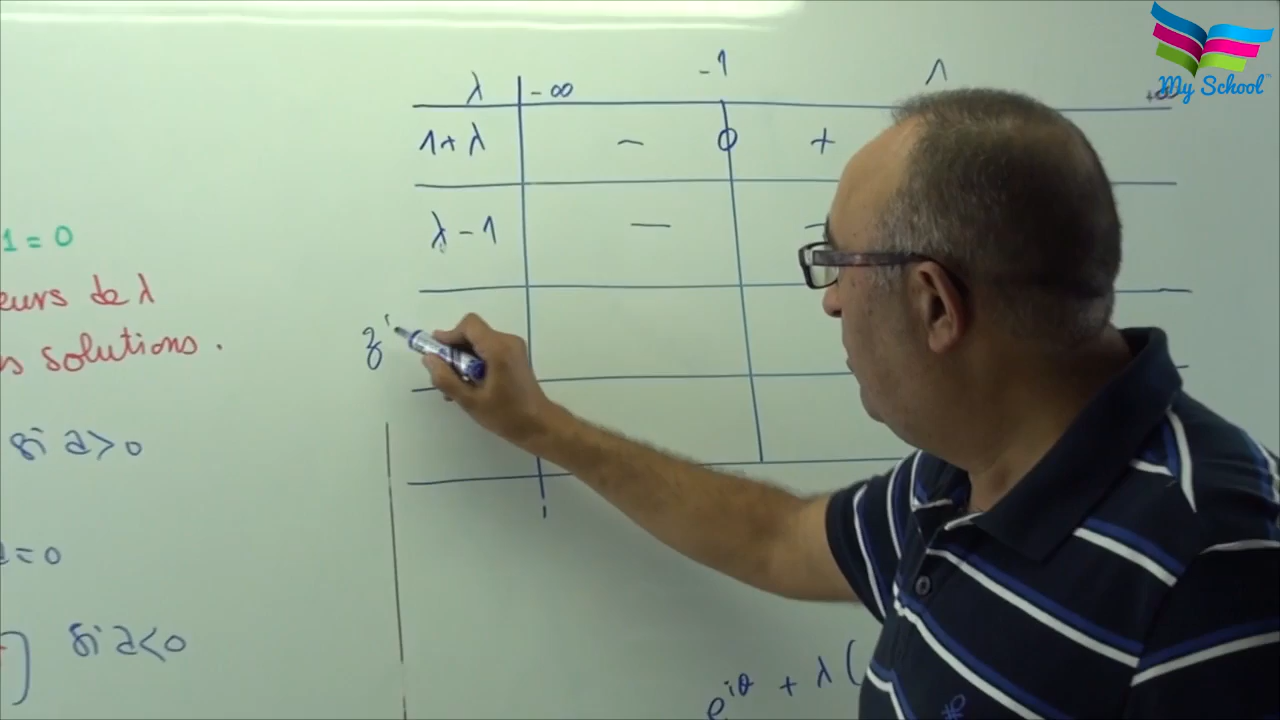 My School
λ -∞ -1 1 +∞
1+λ - 0 +
λ-1 - -
z'
1=0
eurs de λ
s solutions.
si a>0
=0
si a<0
e^{iθ} + λ(